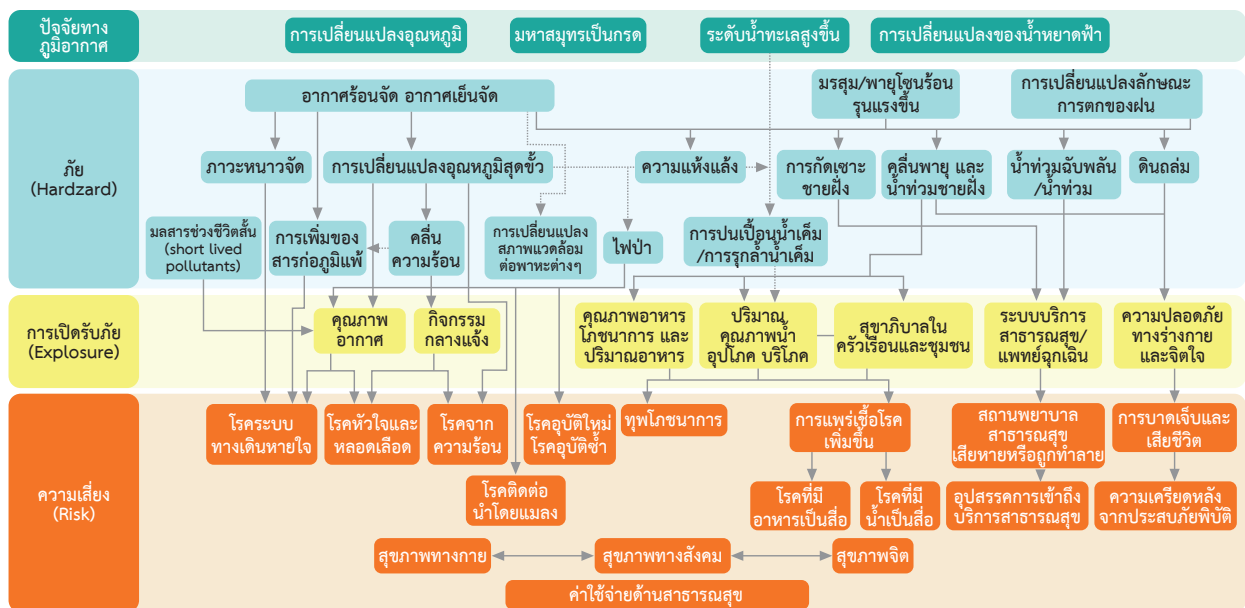 ปัจจัยทาง
ภูมิอากาศ
การเปลี่ยนแปลงอุณหภูมิ
มหาสมุทรเป็นกรด
ระดับน้ำทะเลสูงขึ้น
การเปลี่ยนแปลงของน้ำหยาดฟ้า
ภัย
(Hardzard)
อากาศร้อนจัด อากาศเย็นจัด
มรสุม/พายุโซนร้อน
รุนแรงขึ้น
การเปลี่ยนแปลงลักษณะ
การตกของฝน
ภาวะหนาวจัด
การเปลี่ยนแปลงอุณหภูมิสุดขั้ว
ความแห้งแล้ง
การกัดเซาะ
ชายฝั่ง
คลื่นพายุ และ
น้ำท่วมชายฝั่ง
น้ำท่วมฉับพลัน
/น้ำท่วม
ดินถล่ม
มลสารช่วงชีวิตสั้น
(short lived
pollutants)
การเพิ่มของ
สารก่อภูมิแพ้
คลื่น
ความร้อน
การเปลี่ยนแปลง
สภาพแวดล้อม
ต่อพาหะต่างๆ
ไฟป่า
การปนเปื้อนน้ำเค็ม
/การรุกล้ำน้ำเค็ม
การเปิดรับภัย
(Explosure)
คุณภาพ
อากาศ
กิจกรรม
กลางแจ้ง
คุณภาพอาหาร
โภชนาการ และ
ปริมาณอาหาร
ปริมาณ
คุณภาพน้ำ
อุปโภค บริโภค
สุขาภิบาลใน
ครัวเรือนและชุมชน
ระบบบริการ
สาธารณสุข/
แพทย์ฉุกเฉิน
ความปลอดภัย
ทางร่างกาย
และจิตใจ
ความเสี่ยง
(Risk)
โรคระบบ
ทางเดินหายใจ
โรคหัวใจและ
หลอดเลือด
โรคจาก
ความร้อน
โรคอุบัติใหม่
โรคอุบัติซ้ำ
ทุพโภชนาการ
การแพร่เชื้อโรค
เพิ่มขึ้น
สถานพยาบาล
สาธารณสุข
เสียหายหรือถูกทำลาย
การบาดเจ็บและ
เสียชีวิต
โรคติดต่อ
นำโดยแมลง
โรคที่มี
อาหารเป็นสื่อ
โรคที่มี
น้ำเป็นสื่อ
อุปสรรคการเข้าถึง
บริการสาธารณสุข
ความเครียดหลัง
จากประสบภัยพิบัติ
สุขภาพทางกาย
สุขภาพทางสังคม
สุขภาพจิต
ค่าใช้จ่ายด้านสาธารณสุข